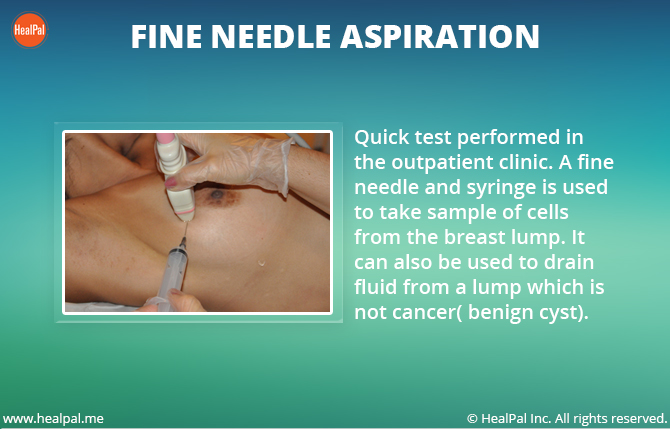 HealPal
FINE NEEDLE ASPIRATION
Quick test performed in
the outpatient clinic. A fine
needle and syringe is used
to take sample of cells
from the breast lump. It
can also be used to drain
fluid from a lump which is
not cancer( benign cyst).
www.healpal.me
© HealPal Inc. All rights reserved.